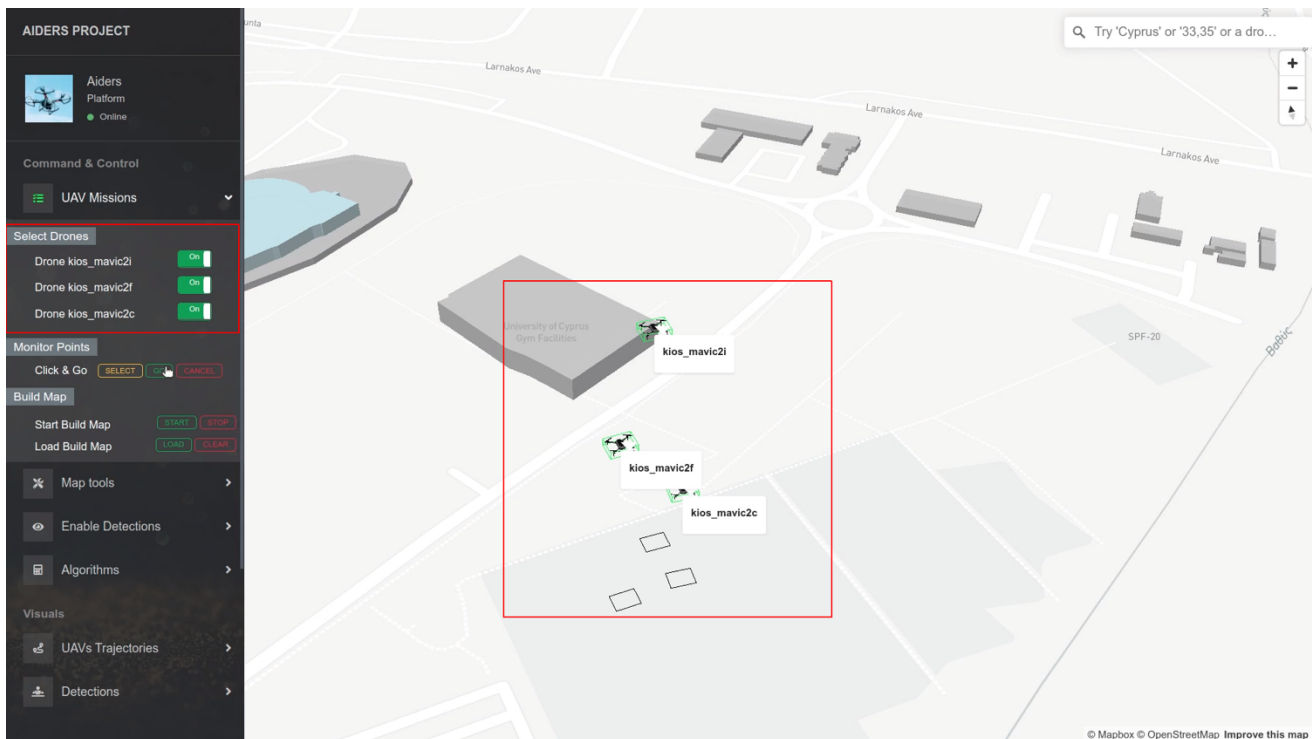 AIDERS PROJECT
Aiders
Platform
Online
Command & Control
UAV Missions
Select Drones
Drone kios_mavic2i On
Drone kios_mavic2f On
Drone kios_mavic2c On
Monitor Points
Click & Go SELECT GO CANCEL
Build Map
Start Build Map START STOP
Load Build Map LOAD CLEAR
Map tools
Enable Detections
Algorithms
Visuals
UAVs Trajectories
Detections
Try 'Cyprus' or '33,35' or a dro…
Larnakos Ave
Larnakos Ave
Larnakos Ave
University of Cyprus
Gym Facilities
SPF-20
kios_mavic2i
kios_mavic2f
kios_mavic2c
© Mapbox © OpenStreetMap Improve this map